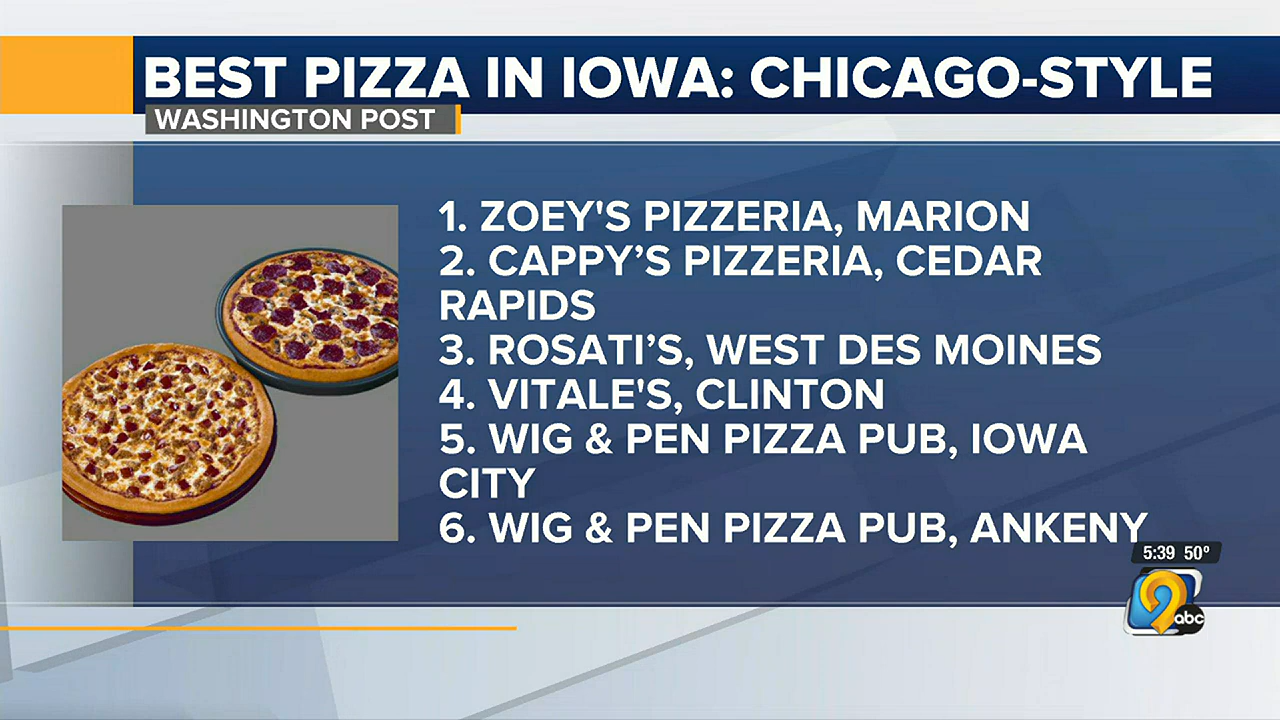 BEST PIZZA IN IOWA: CHICAGO-STYLE
WASHINGTON POST
1. ZOEY'S PIZZERIA, MARION
2. CAPPY’S PIZZERIA, CEDAR
RAPIDS
3. ROSATI’S, WEST DES MOINES
4. VITALE'S, CLINTON
5. WIG & PEN PIZZA PUB, IOWA
CITY
6. WIG & PEN PIZZA PUB, ANKENY
5:39 50°
9
abc